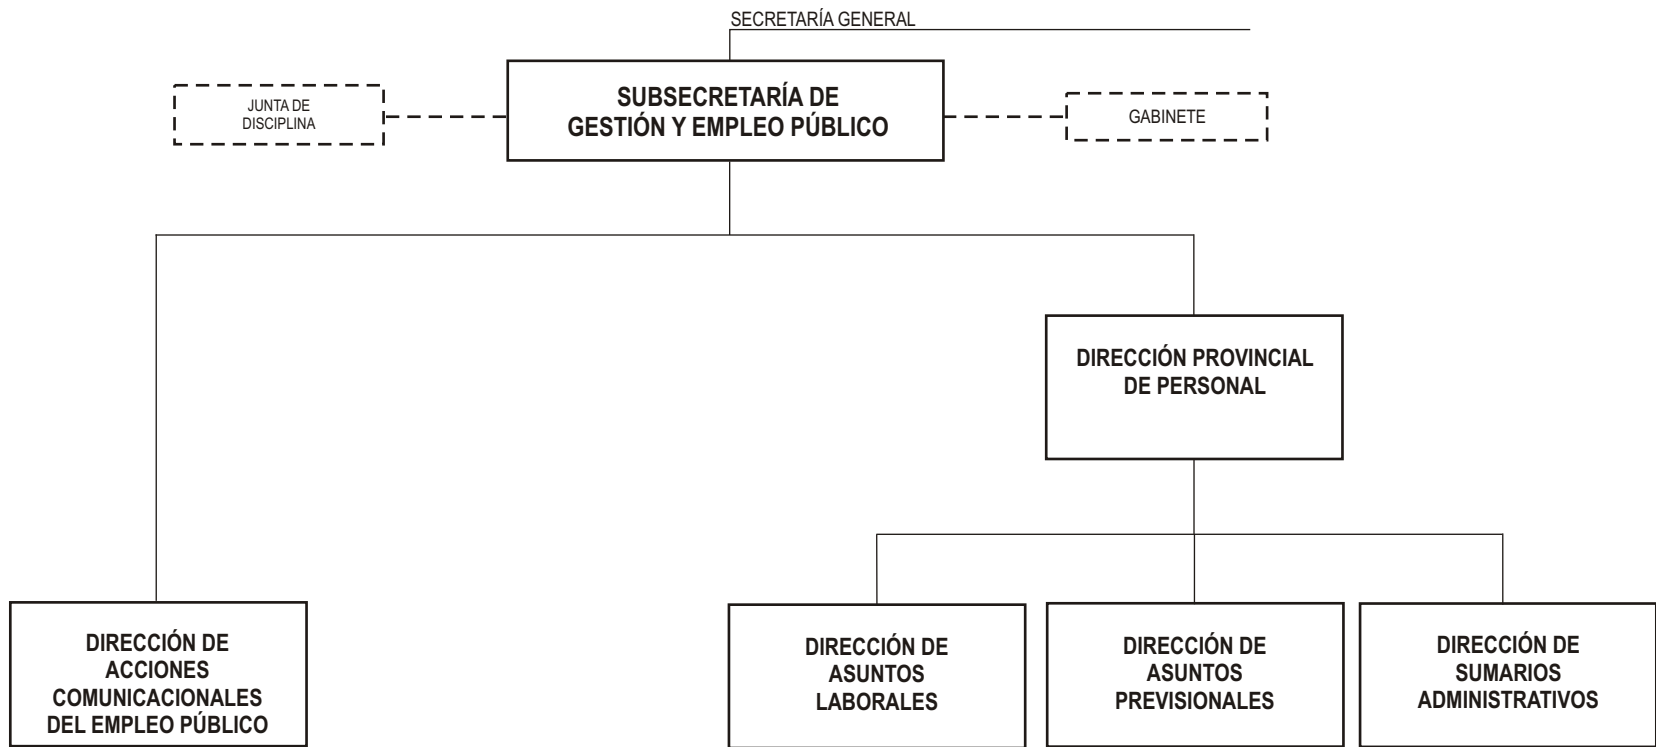 SECRETARÍA GENERAL
SUBSECRETARÍA DE
GESTIÓN Y EMPLEO PÚBLICO
JUNTA DE
DISCIPLINA
GABINETE
DIRECCIÓN PROVINCIAL
DE PERSONAL
DIRECCIÓN DE
ACCIONES
COMUNICACIONALES
DEL EMPLEO PÚBLICO
DIRECCIÓN DE
ASUNTOS
LABORALES
DIRECCIÓN DE
ASUNTOS
PREVISIONALES
DIRECCIÓN DE
SUMARIOS
ADMINISTRATIVOS